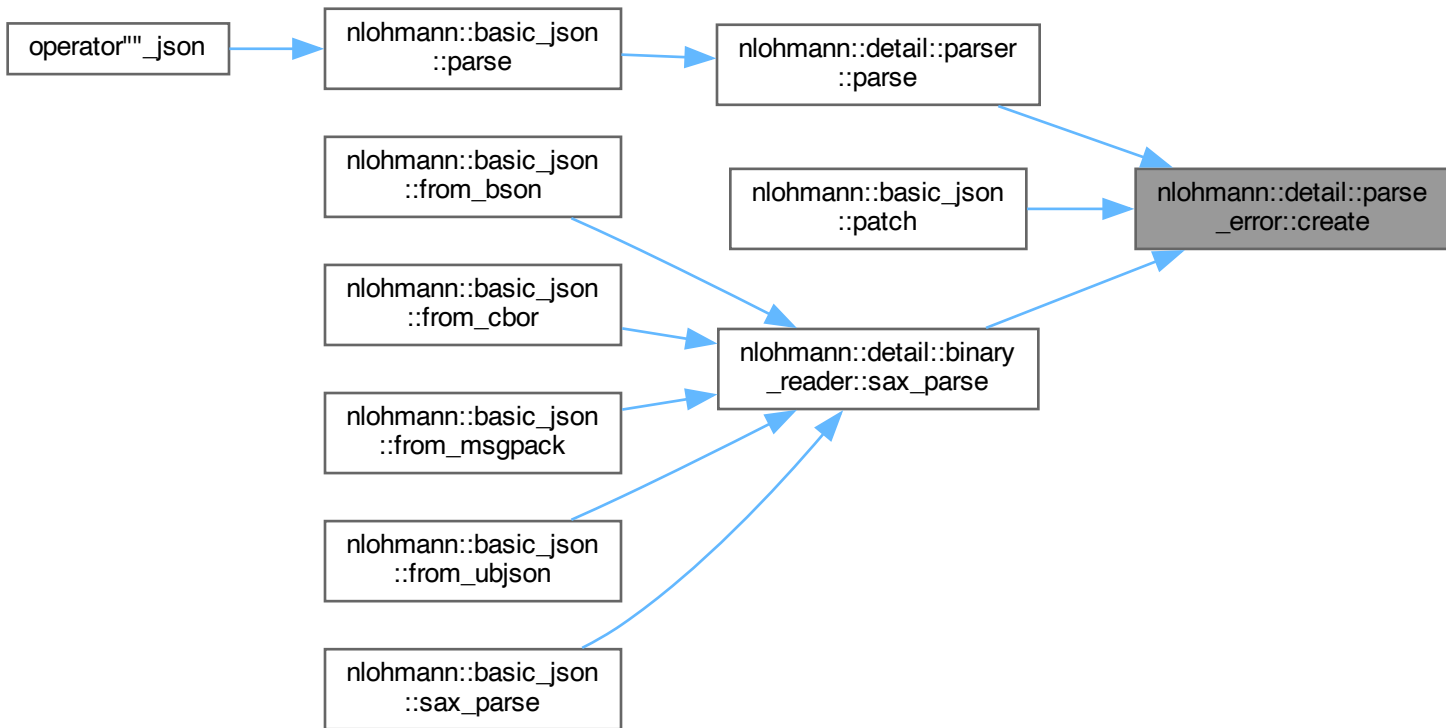 operator"" _json
nlohmann::basic_json
::parse
nlohmann::detail::parser
::parse
nlohmann::basic_json
::from_bson
nlohmann::basic_json
::patch
nlohmann::detail::parse
_error::create
nlohmann::basic_json
::from_cbor
nlohmann::detail::binary
_reader::sax_parse
nlohmann::basic_json
::from_msgpack
nlohmann::basic_json
::from_ubjson
nlohmann::basic_json
::sax_parse